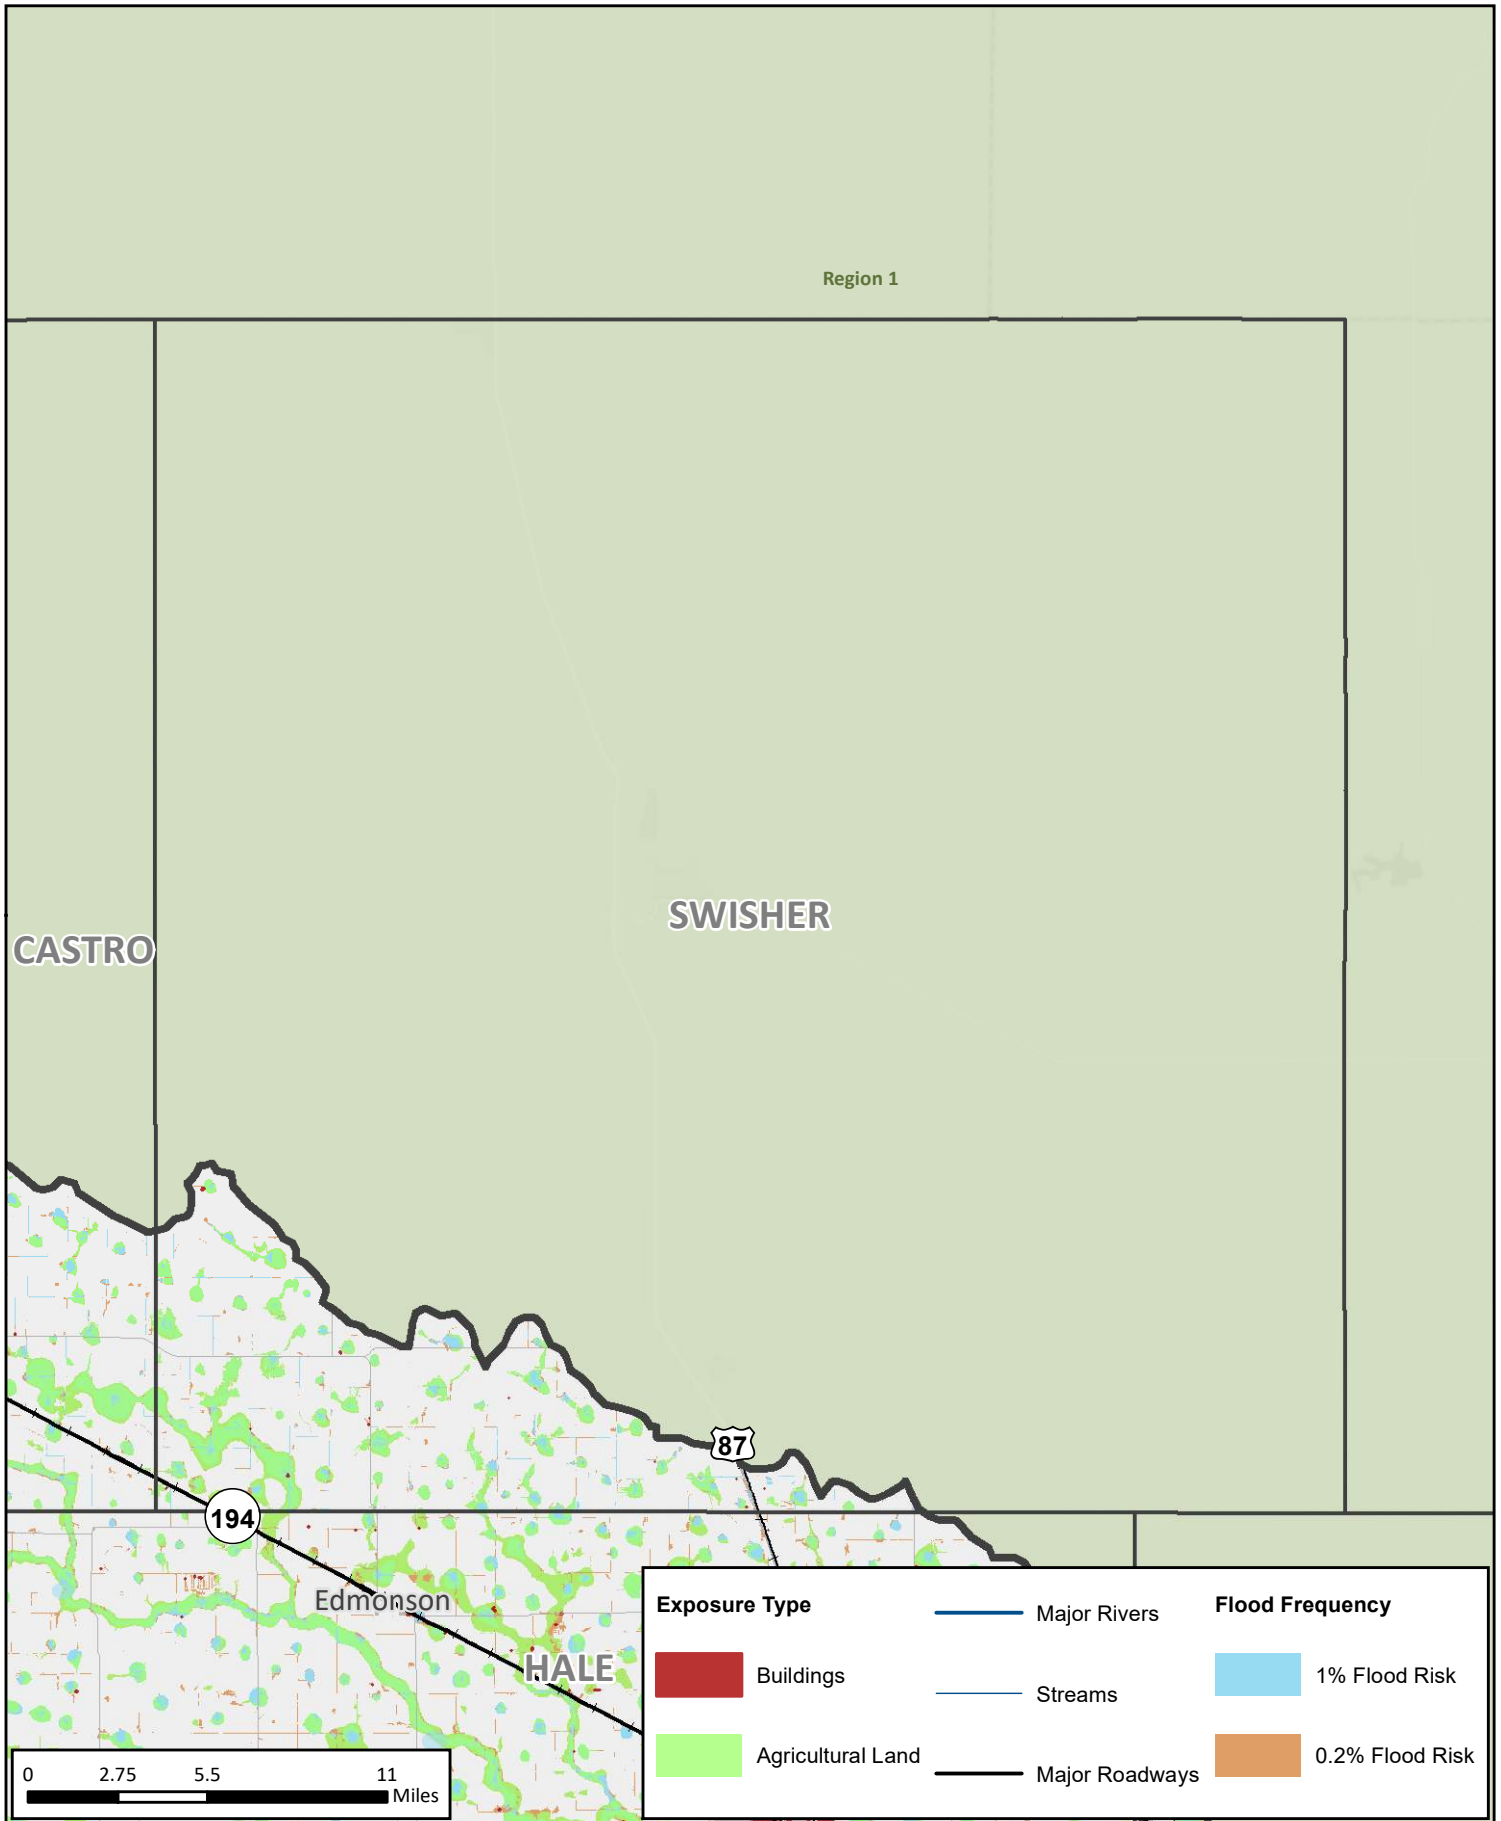 Region 1
SWISHER
CASTRO
87
194
Edmonson
HALE
Exposure Type
Buildings
Agricultural Land
Major Rivers
Streams
Major Roadways
Flood Frequency
1% Flood Risk
0.2% Flood Risk
0 2.75 5.5 11
Miles